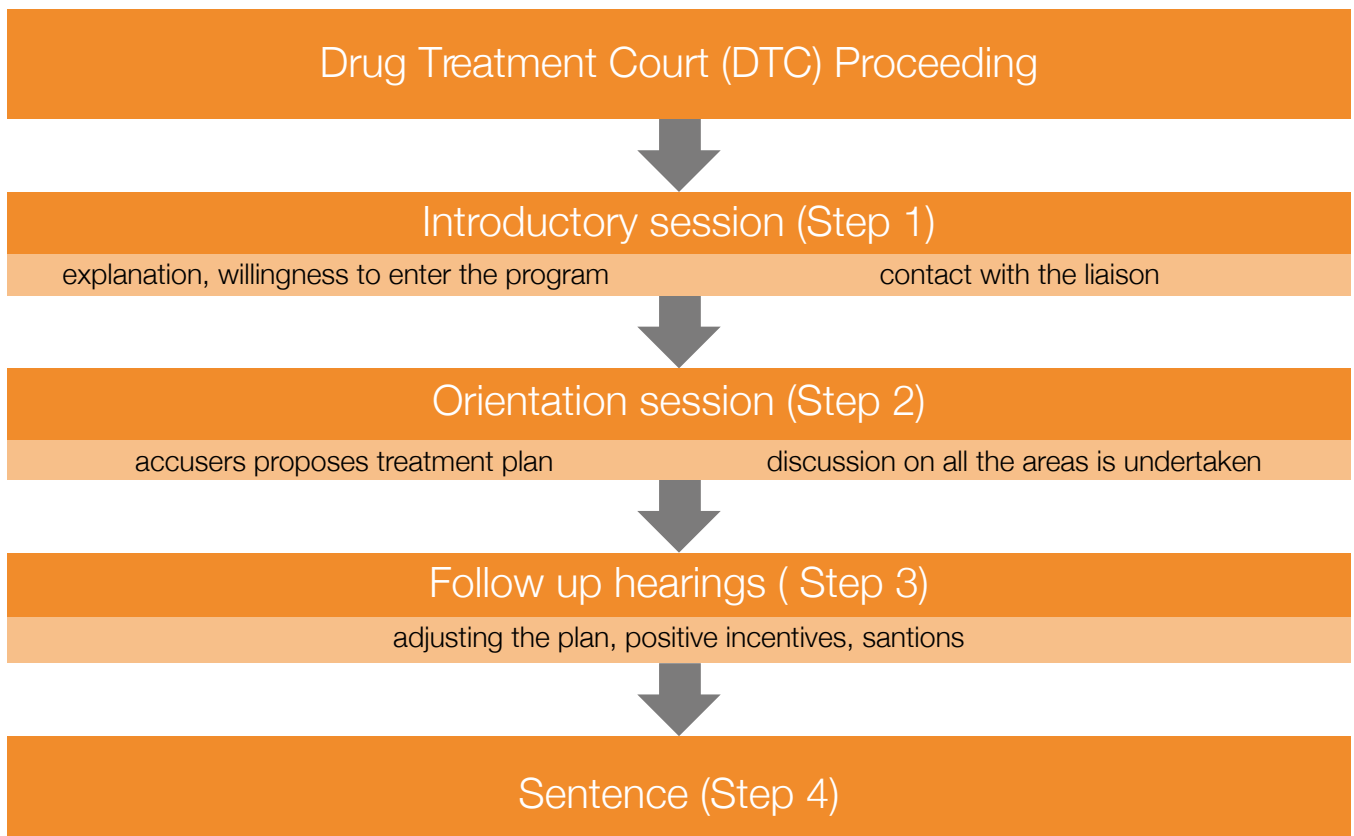 Drug Treatment Court (DTC) Proceeding
Introductory session (Step 1)
explanation, willingness to enter the program
contact with the liaison
Orientation session (Step 2)
accusers proposes treatment plan
discussion on all the areas is undertaken
Follow up hearings ( Step 3)
adjusting the plan, positive incentives, santions
Sentence (Step 4)